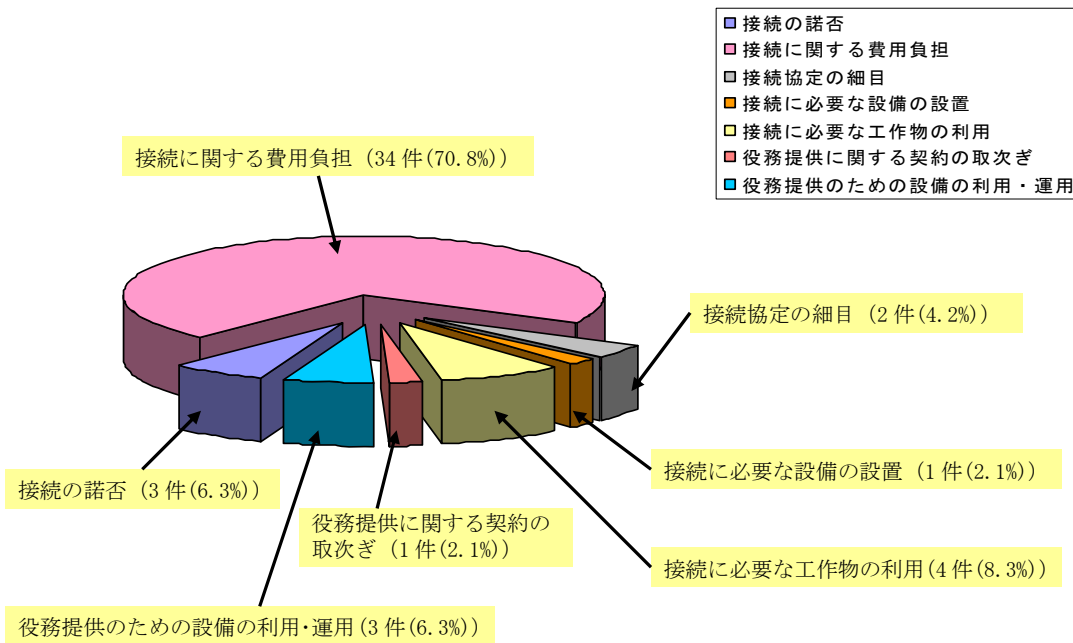 接続の諾否
接続に関する費用負担
接続協定の細目
接続に必要な設備の設置
接続に必要な工作物の利用
役務提供に関する契約の取次ぎ
役務提供のための設備の利用・運用
接続に関する費用負担 (34 件(70.8%))
接続協定の細目 (2 件(4.2%))
接続に必要な設備の設置 (1 件(2.1%))
接続の諾否 (3 件(6.3%))
役務提供に関する契約の
取次ぎ (1 件(2.1%))
接続に必要な工作物の利用(4 件(8.3%))
役務提供のための設備の利用・運用(3 件(6.3%))